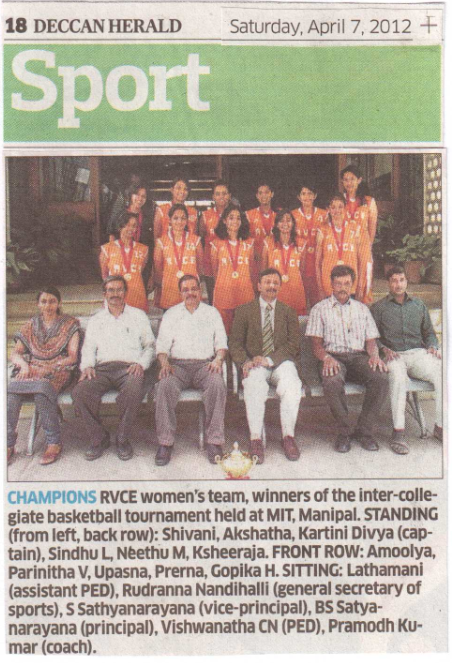 18 DECCAN HERALD
Saturday, April 7, 2012
Sport
RVCE
RVCE
RVCE
CHAMPIONS RVCE women's team, winners of the inter-colle-
giate basketball tournament held at MIT, Manipal. STANDING
(from left, back row): Shivani, Akshatha, Kartini Divya (cap-
tain), Sindhu L, Neethu M, Ksheeraja. FRONT ROW: Amoolya,
Parinitha V, Upasna, Prerna, Gopika H. SITTING: Lathamani
(assistant PED), Rudranna Nandihalli (general secretary of
sports), S Sathyanarayana (vice-principal), BS Satya-
narayana (principal), Vishwanatha CN (PED), Pramodh Ku-
mar (coach).